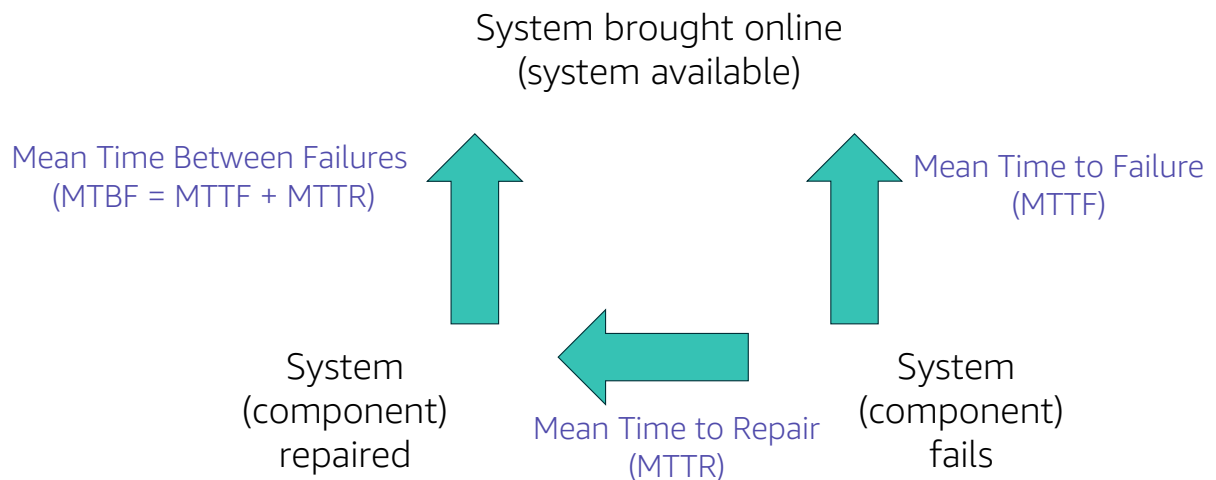 System brought online
(system available)
Mean Time Between Failures
(MTBF = MTTF + MTTR)
Mean Time to Failure
(MTTF)
System
(component)
repaired
Mean Time to Repair
(MTTR)
System
(component)
fails